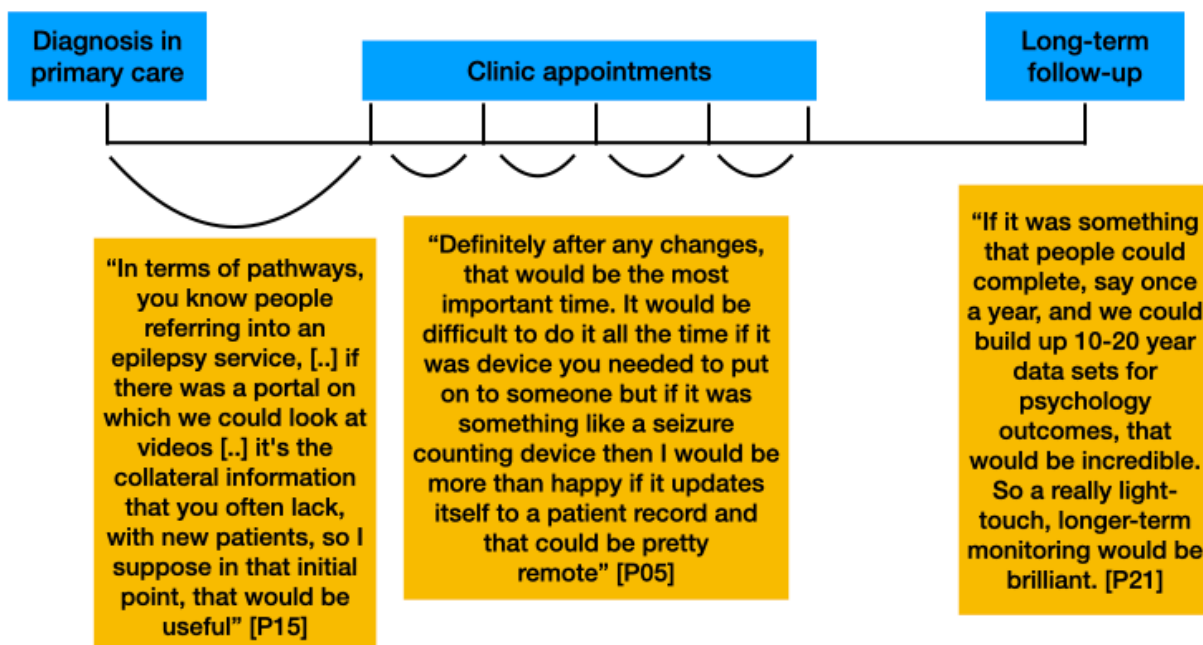 Diagnosis in
primary care
Clinic appointments
Long-term
follow-up
“In terms of pathways,
you know people
referring into an
epilepsy service, [..] if
there was a portal on
which we could look at
videos [..] it's the
collateral information
that you often lack,
with new patients, so I
suppose in that initial
point, that would be
useful” [P15]
“Definitely after any changes,
that would be the most
important time. It would be
difficult to do it all the time if it
was device you needed to put
on to someone but if it was
something like a seizure
counting device then I would be
more than happy if it updates
itself to a patient record and
that could be pretty
remote” [P05]
“If it was something
that people could
complete, say once
a year, and we could
build up 10-20 year
data sets for
psychology
outcomes, that
would be incredible.
So a really light-
touch, longer-term
monitoring would be
brilliant. [P21]